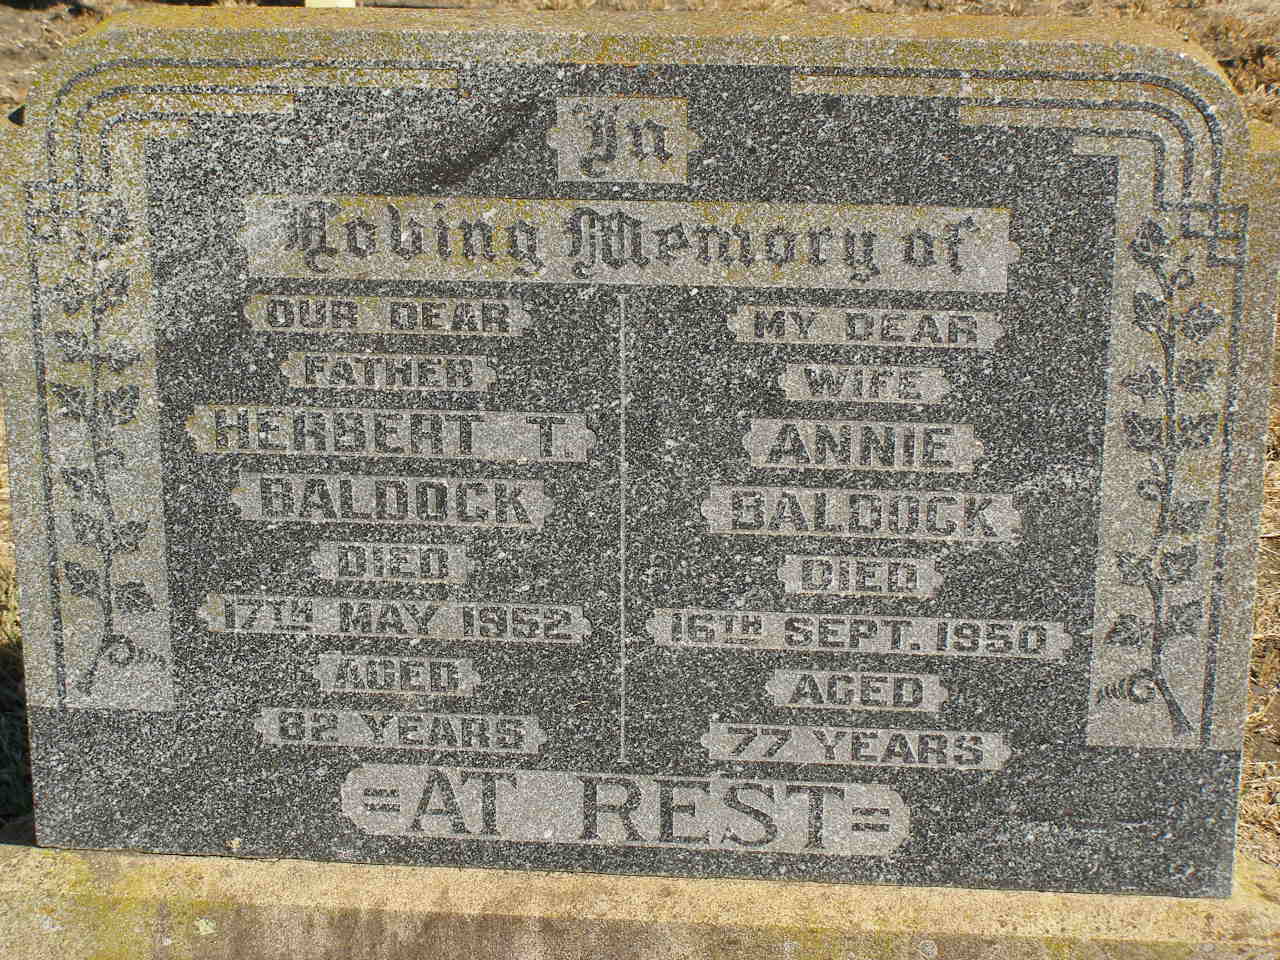 In
Loving Memory of
OUR DEAR
FATHER
HERBERT T.
BALDOCK
DIED
17TH MAY 1952
AGED
82 YEARS
MY DEAR
WIFE
ANNIE
BALDOCK
DIED
16TH SEPT. 1950
AGED
77 YEARS
=AT REST=